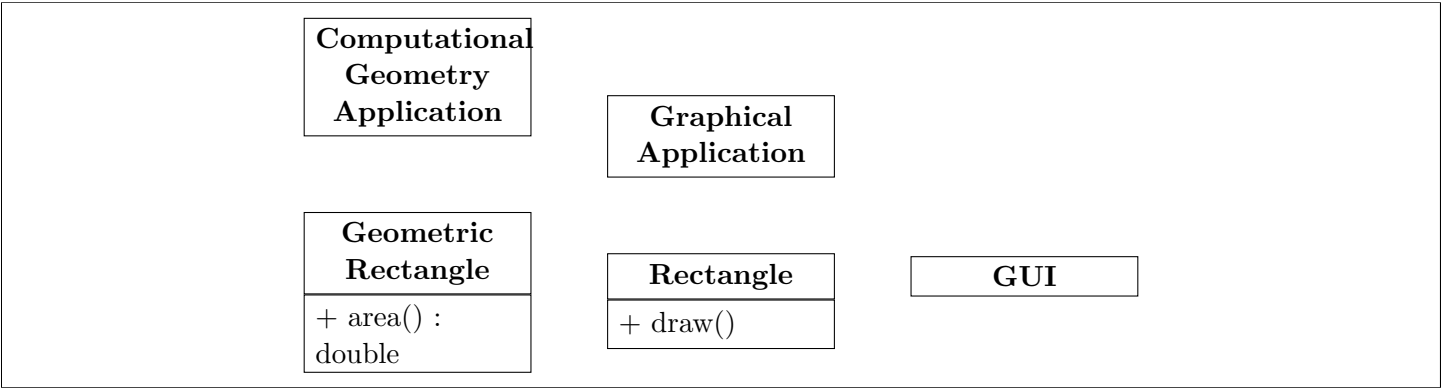 Computational
Geometry
Application
Graphical
Application
Geometric
Rectangle
+ area() :
double
Rectangle
+ draw()
GUI